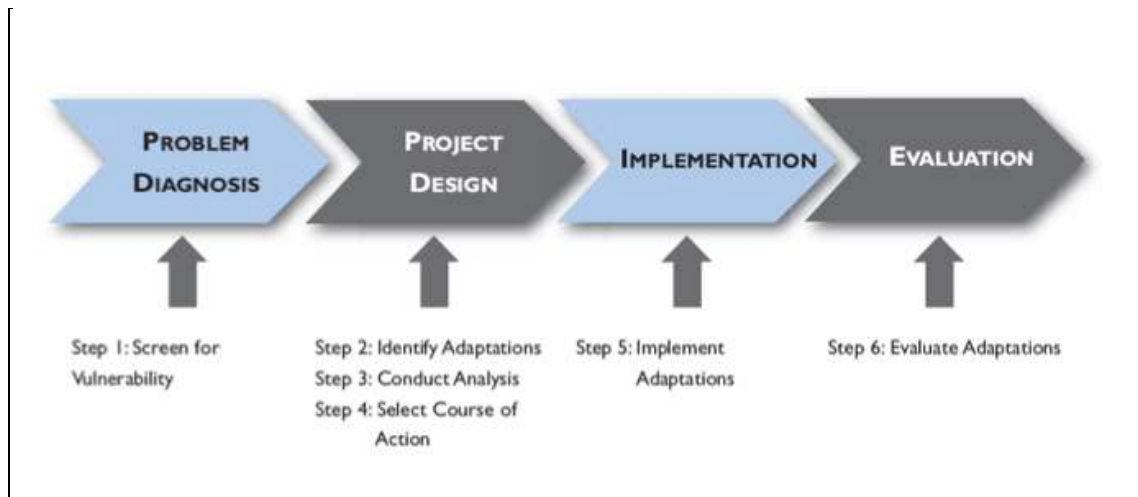 PROBLEM
DIAGNOSIS
PROJECT
DESIGN
IMPLEMENTATION
EVALUATION
Step 1: Screen for
Vulnerability
Step 2: Identify Adaptations
Step 3: Conduct Analysis
Step 4: Select Course of
Action
Step 5: Implement
Adaptations
Step 6: Evaluate Adaptations